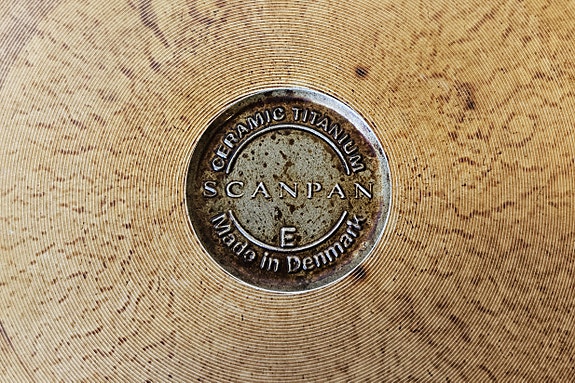 CERAMIC TITANIUM
SCANPAN
E
Made in Denmark